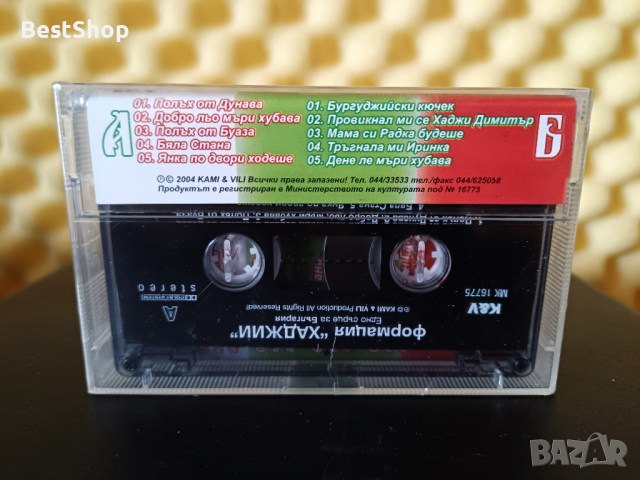 BestShop
А
01. Попъх от Дунава
02. Добро льо мъри хубава
03. Попъх от Буаза
04. Бяла Стана
05. Янка по двори ходеше
01. Бургуджийски кючек
02. Провикнал ми се Хаджи Димитър
03. Мама си Радка будеше
04. Тръгнала ми Иринка
05. Дене ле мъри хубава
Б
℗© 2004 KAMI & VILI Всички права запазени! Тел. 044/33533 тел./факс 044/625058
Продуктът е регистриран в Министерството на културата под № 16775
stereo
A
K&V
MK 16775
формация "ХАДЖИИ"
Едно сърце за България
℗© KAMI & VILI Production All Rights Reserved!
BAZAR